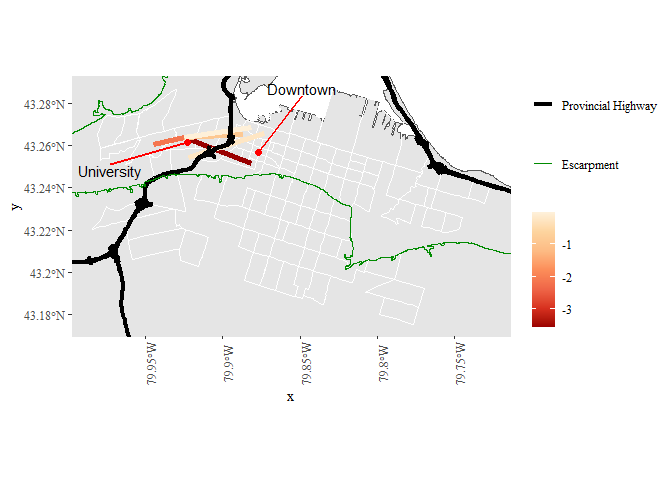 Downtown
University
43.28°N
43.26°N
43.24°N
43.22°N
43.2°N
43.18°N
y
79.95°W
79.9°W
79.85°W
79.8°W
79.75°W
x
Provincial Highway
Escarpment
-1
-2
-3